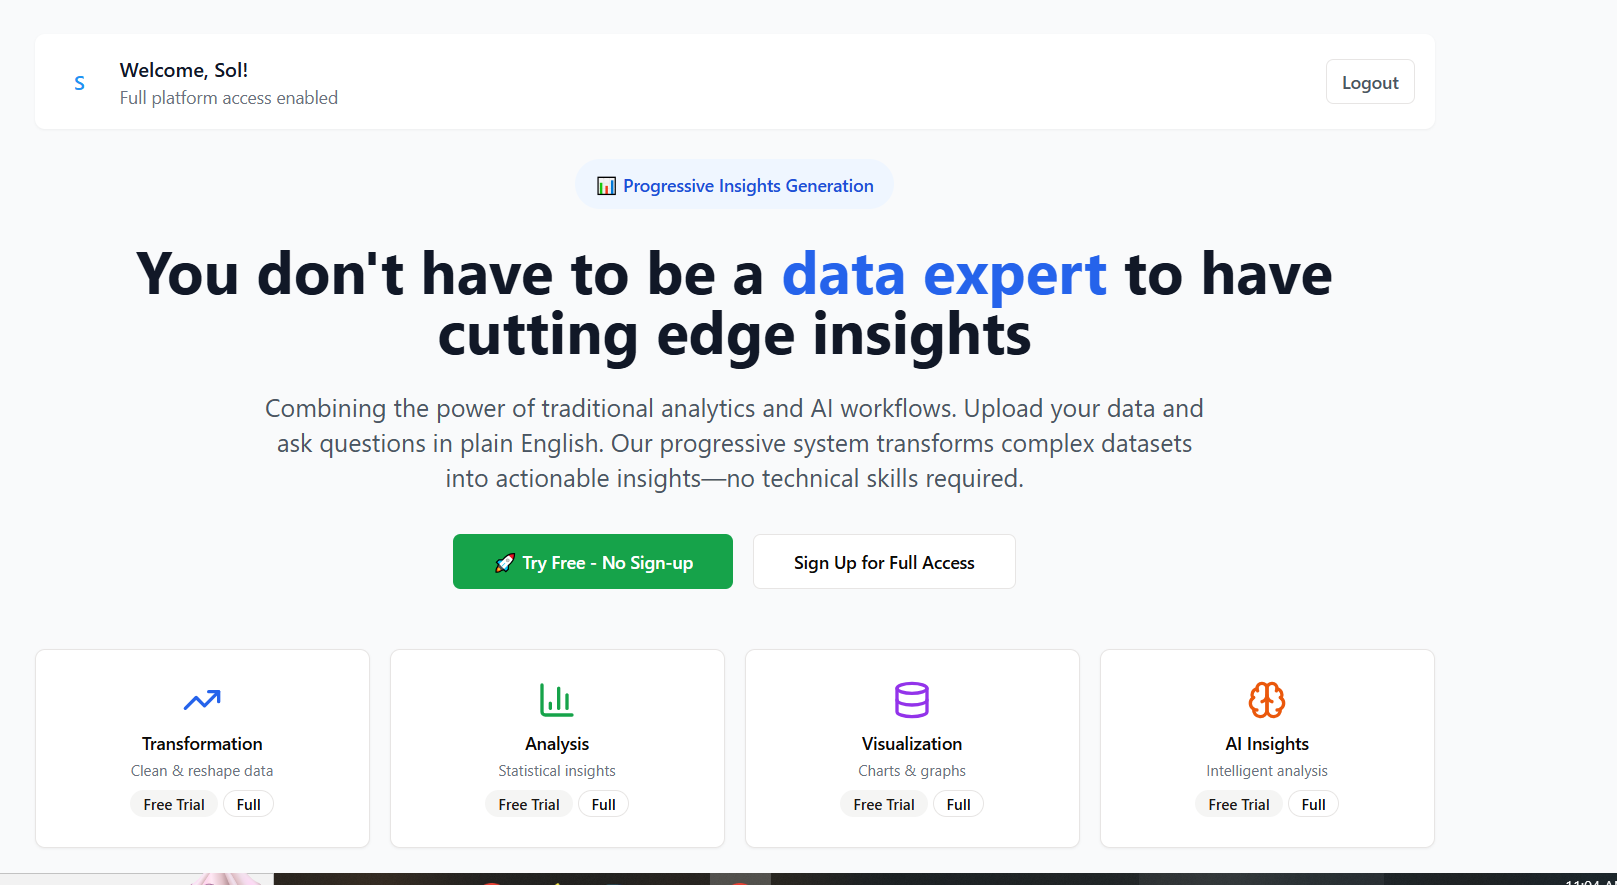 S
Welcome, Sol!
Full platform access enabled
Logout
📊 Progressive Insights Generation
You don't have to be a data expert to have
cutting edge insights
Combining the power of traditional analytics and AI workflows. Upload your data and
ask questions in plain English. Our progressive system transforms complex datasets
into actionable insights—no technical skills required.
🚀 Try Free - No Sign-up
Sign Up for Full Access
Transformation
Clean & reshape data
Free Trial
Full
Analysis
Statistical insights
Free Trial
Full
Visualization
Charts & graphs
Free Trial
Full
AI Insights
Intelligent analysis
Free Trial
Full